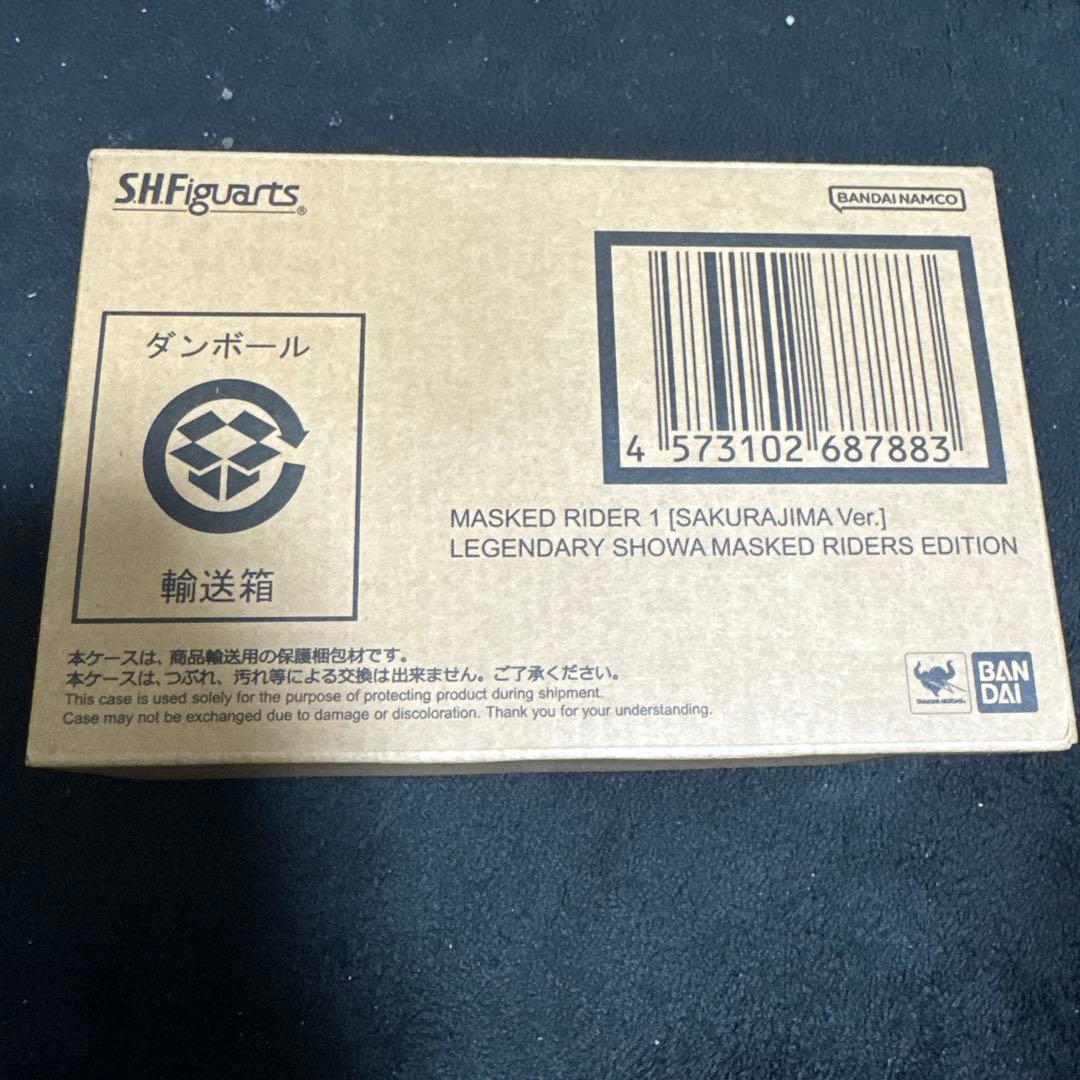 S.H.Figuarts®
BANDAI NAMCO
ダンボール
輸送箱
4 573102 687883
MASKED RIDER 1 [SAKURAJIMA Ver.]
LEGENDARY SHOWA MASKED RIDERS EDITION
本ケースは、商品輸送用の保護梱包材です。
本ケースは、つぶれ、汚れ等による交換は出来ません。ご了承ください。
This case is used solely for the purpose of protecting product during shipment.
Case may not be exchanged due to damage or discoloration. Thank you for your understanding.
BAN
DAI